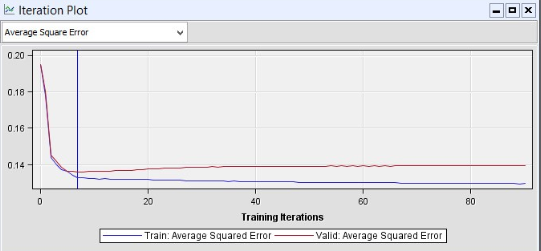 Iteration Plot
Average Square Error
0.20
0.18
0.16
0.14
0 20 40 60 80
Training Iterations
Train: Average Squared Error Valid: Average Squared Error